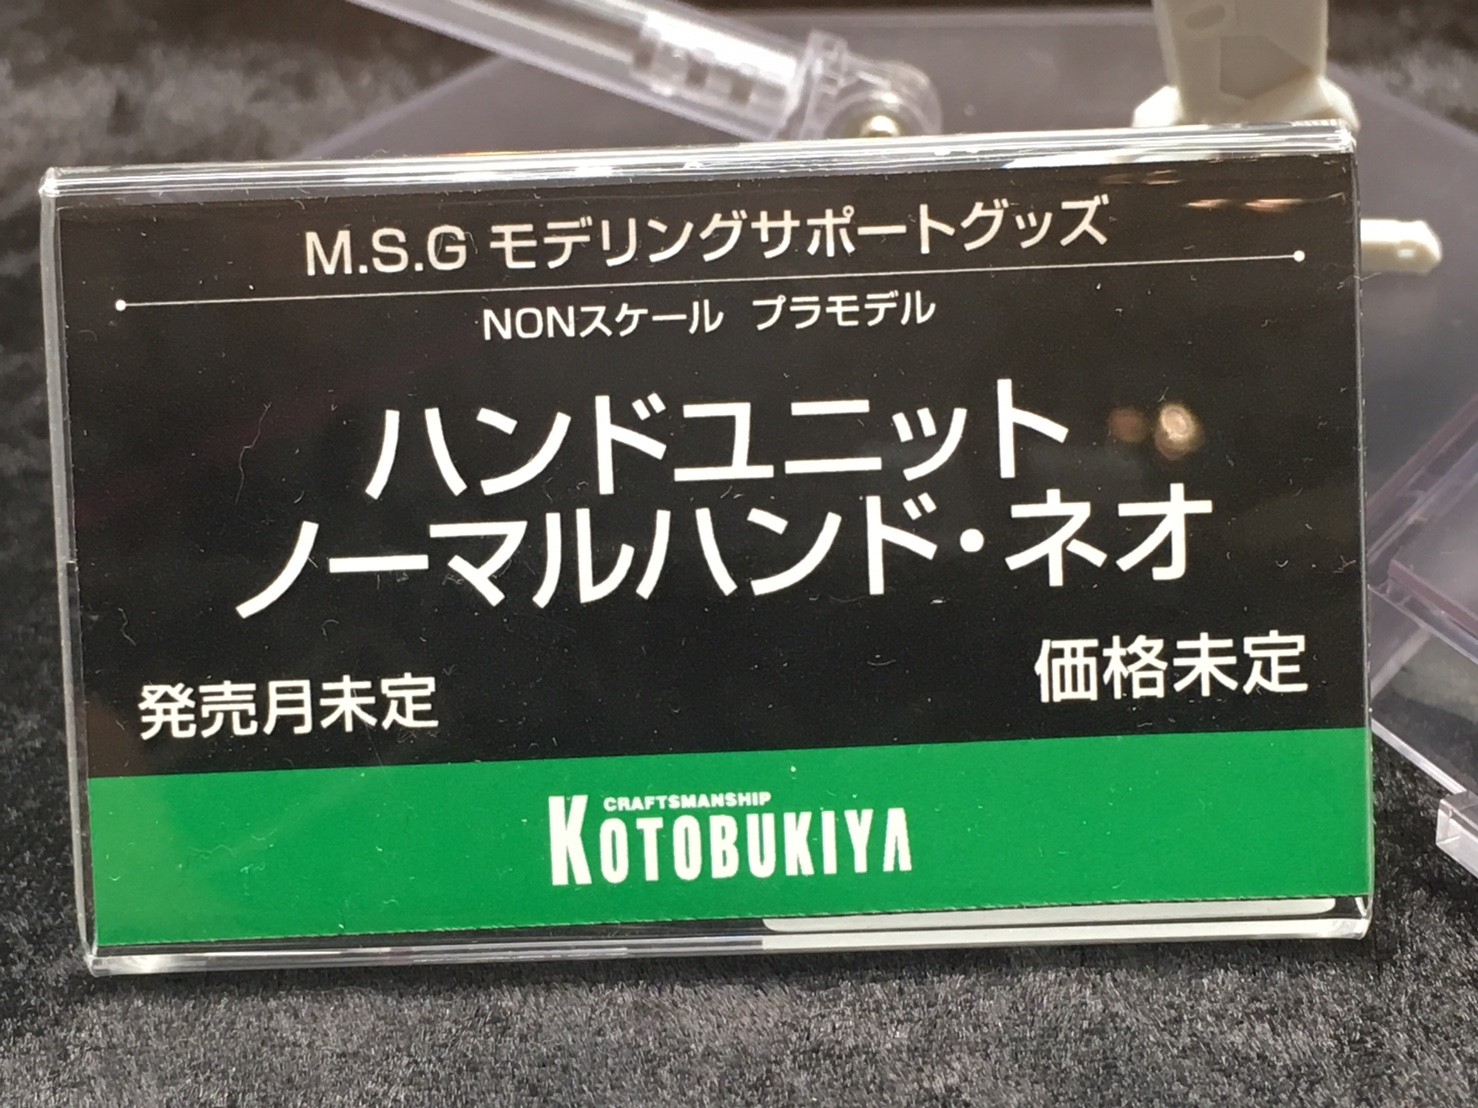 M.S.G モデリングサポートグッズ
NONスケール プラモデル
ハンドユニット
ノーマルハンド・ネオ
発売月未定
価格未定
CRAFTSMANSHIP
KOTOBUKIYA